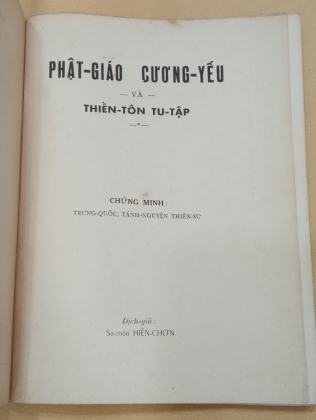 PHẬT-GIÁO CƯƠNG-YẾU
— VÀ —
THIỀN-TÔN TU-TẬP
CHỨNG MINH :
TRUNG-QUỐC, TÁNH-NGUYỆN THIỀN-SƯ
Dịch-giả :
Sa-môn HIỂN-CHƠN